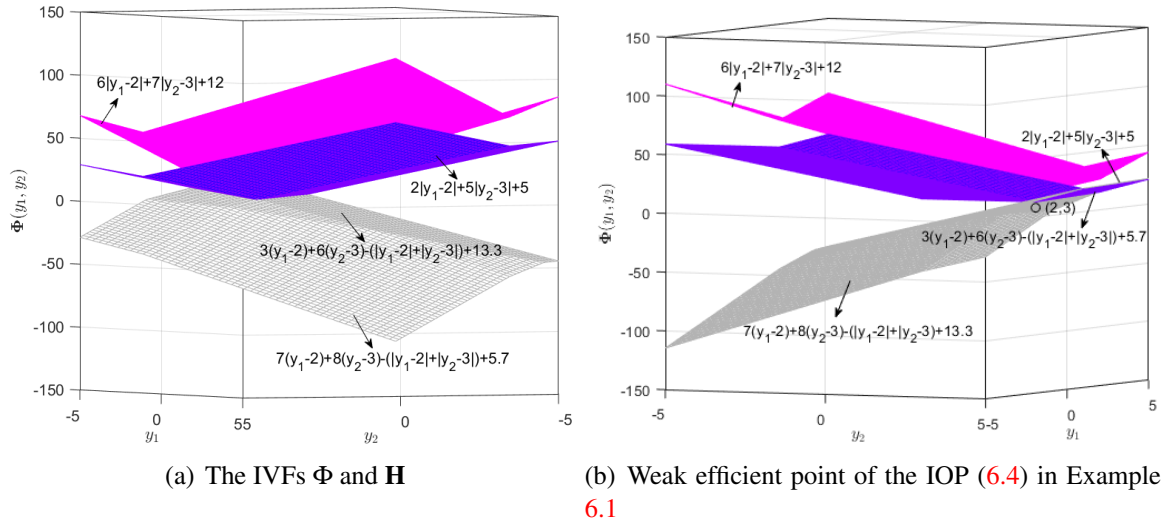 150
100
50
0
-50
-100
-150
Φ(y₁, y₂)
6|y₁-2|+7|y₂-3|+12
2|y₁-2|+5|y₂-3|+5
3(y₁-2)+6(y₂-3)-(|y₁-2|+|y₂-3|)+13.3
7(y₁-2)+8(y₂-3)-(|y₁-2|+|y₂-3|)+5.7
-5 0 55 0 -5
y₁ y₂
(a) The IVFs Φ and H
150
100
50
0
-50
-100
-150
Φ(y₁, y₂)
6|y₁-2|+7|y₂-3|+12
2|y₁-2|+5|y₂-3|+5
(2,3)
3(y₁-2)+6(y₂-3)-(|y₁-2|+|y₂-3|)+5.7
7(y₁-2)+8(y₂-3)-(|y₁-2|+|y₂-3)+13.3
-5 0 5-5 0 5
y₂ y₁
(b) Weak efficient point of the IOP (6.4) in Example
6.1